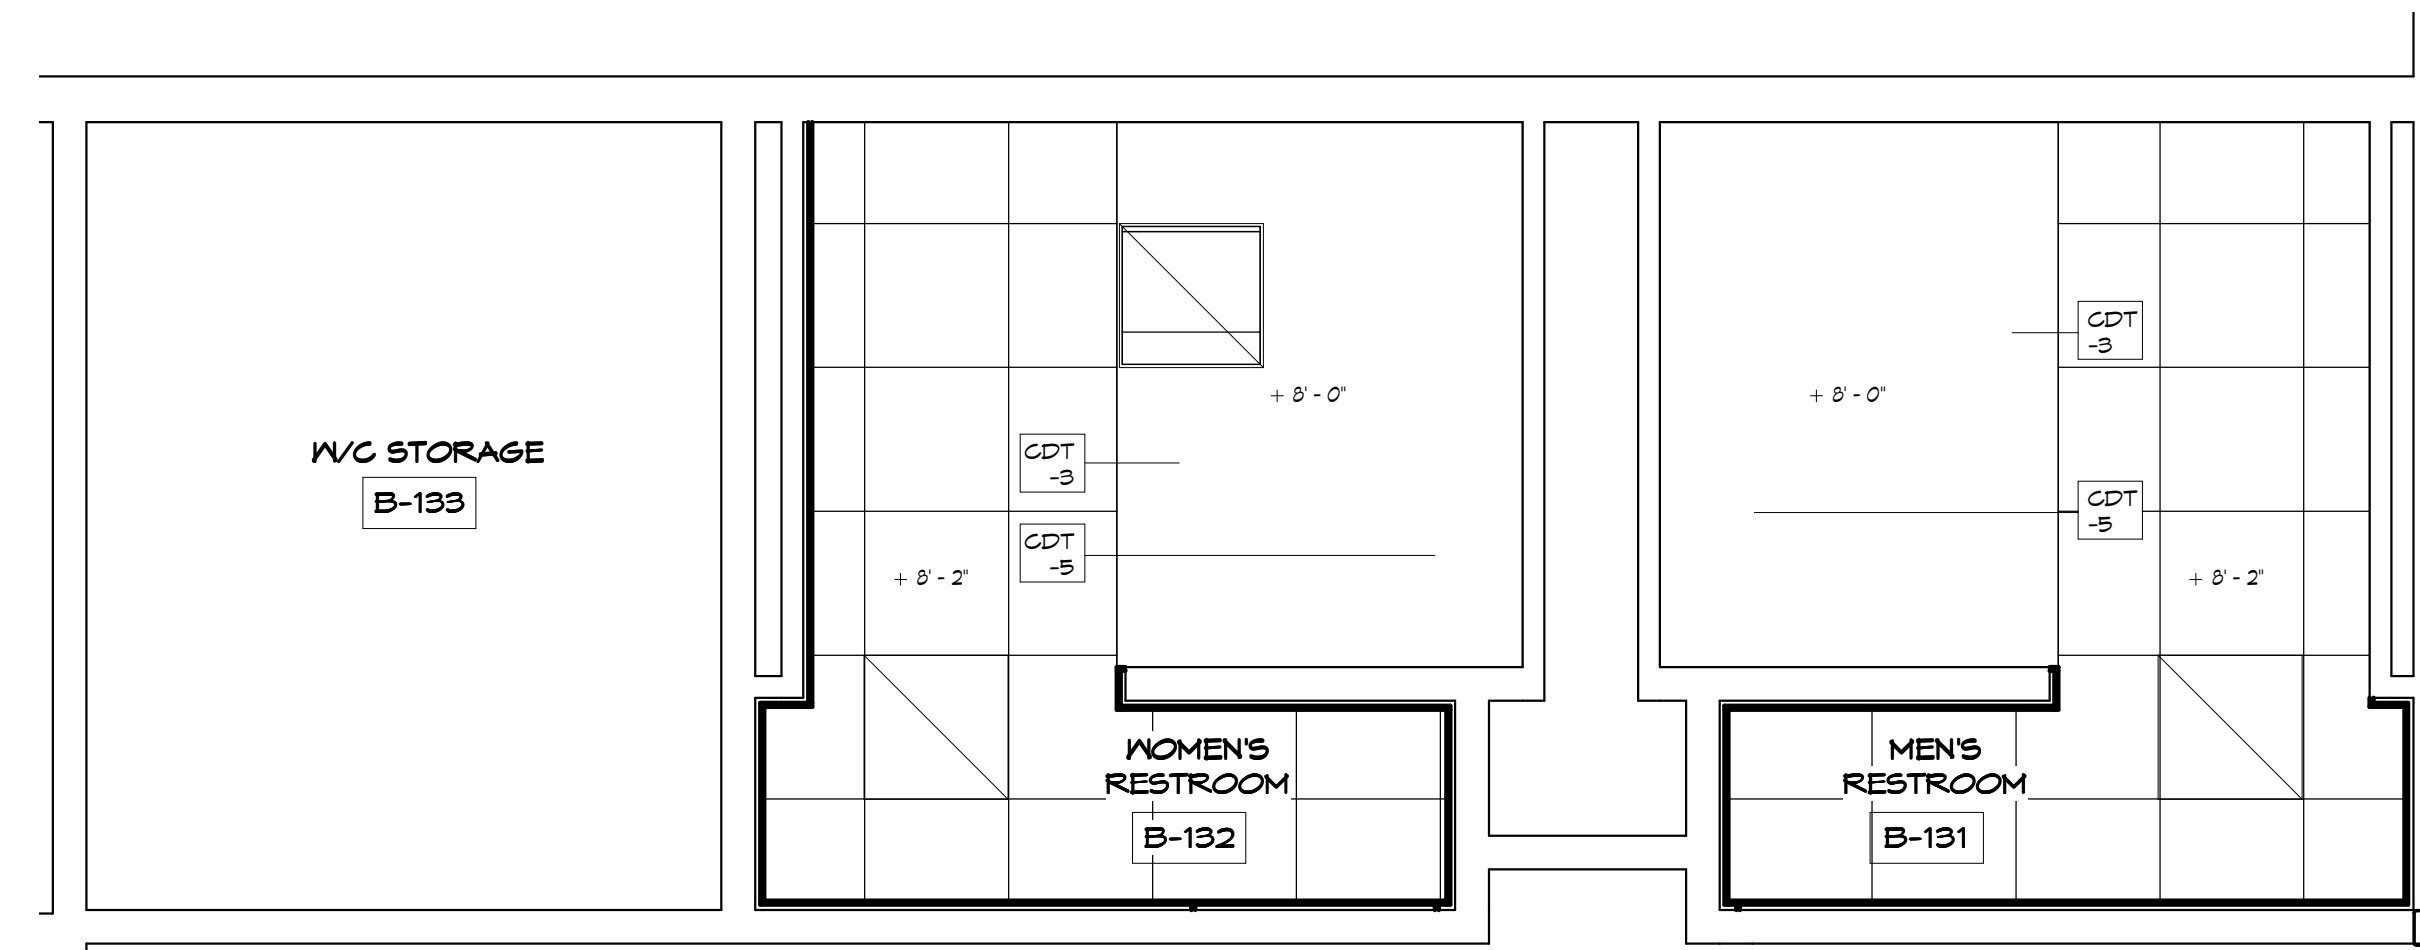 W/C STORAGE
B-133
+ 8' - 0"
CDT
-3
CDT
-5
+ 8' - 2"
WOMEN'S
RESTROOM
B-132
CDT
-3
+ 8' - 0"
CDT
-5
+ 8' - 2"
MEN'S
RESTROOM
B-131